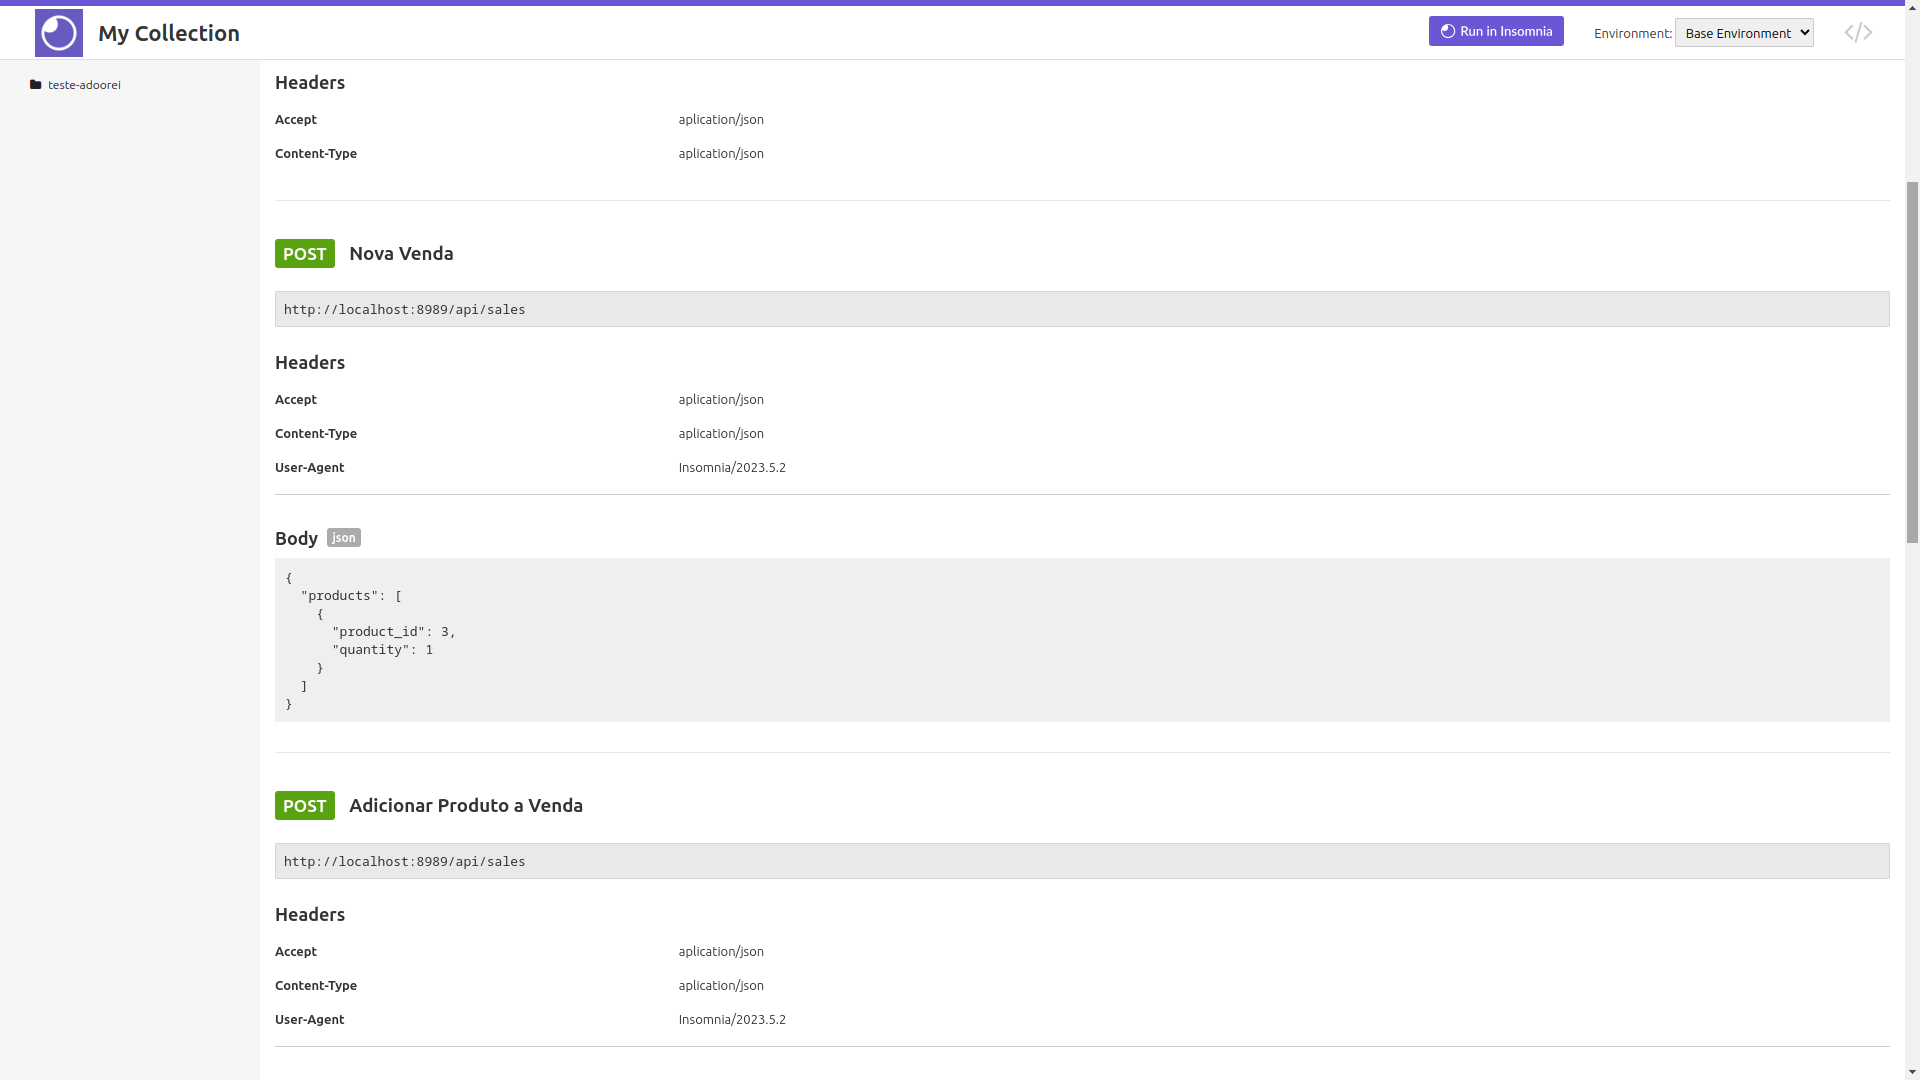 My Collection
Run in Insomnia
Environment: Base Environment
</>
teste-adoorei
Headers
Accept aplication/json
Content-Type aplication/json
POST Nova Venda
http://localhost:8989/api/sales
Headers
Accept aplication/json
Content-Type aplication/json
User-Agent Insomnia/2023.5.2
Body json
{
  "products": [
    {
      "product_id": 3,
      "quantity": 1
    }
  ]
}
POST Adicionar Produto a Venda
http://localhost:8989/api/sales
Headers
Accept aplication/json
Content-Type aplication/json
User-Agent Insomnia/2023.5.2